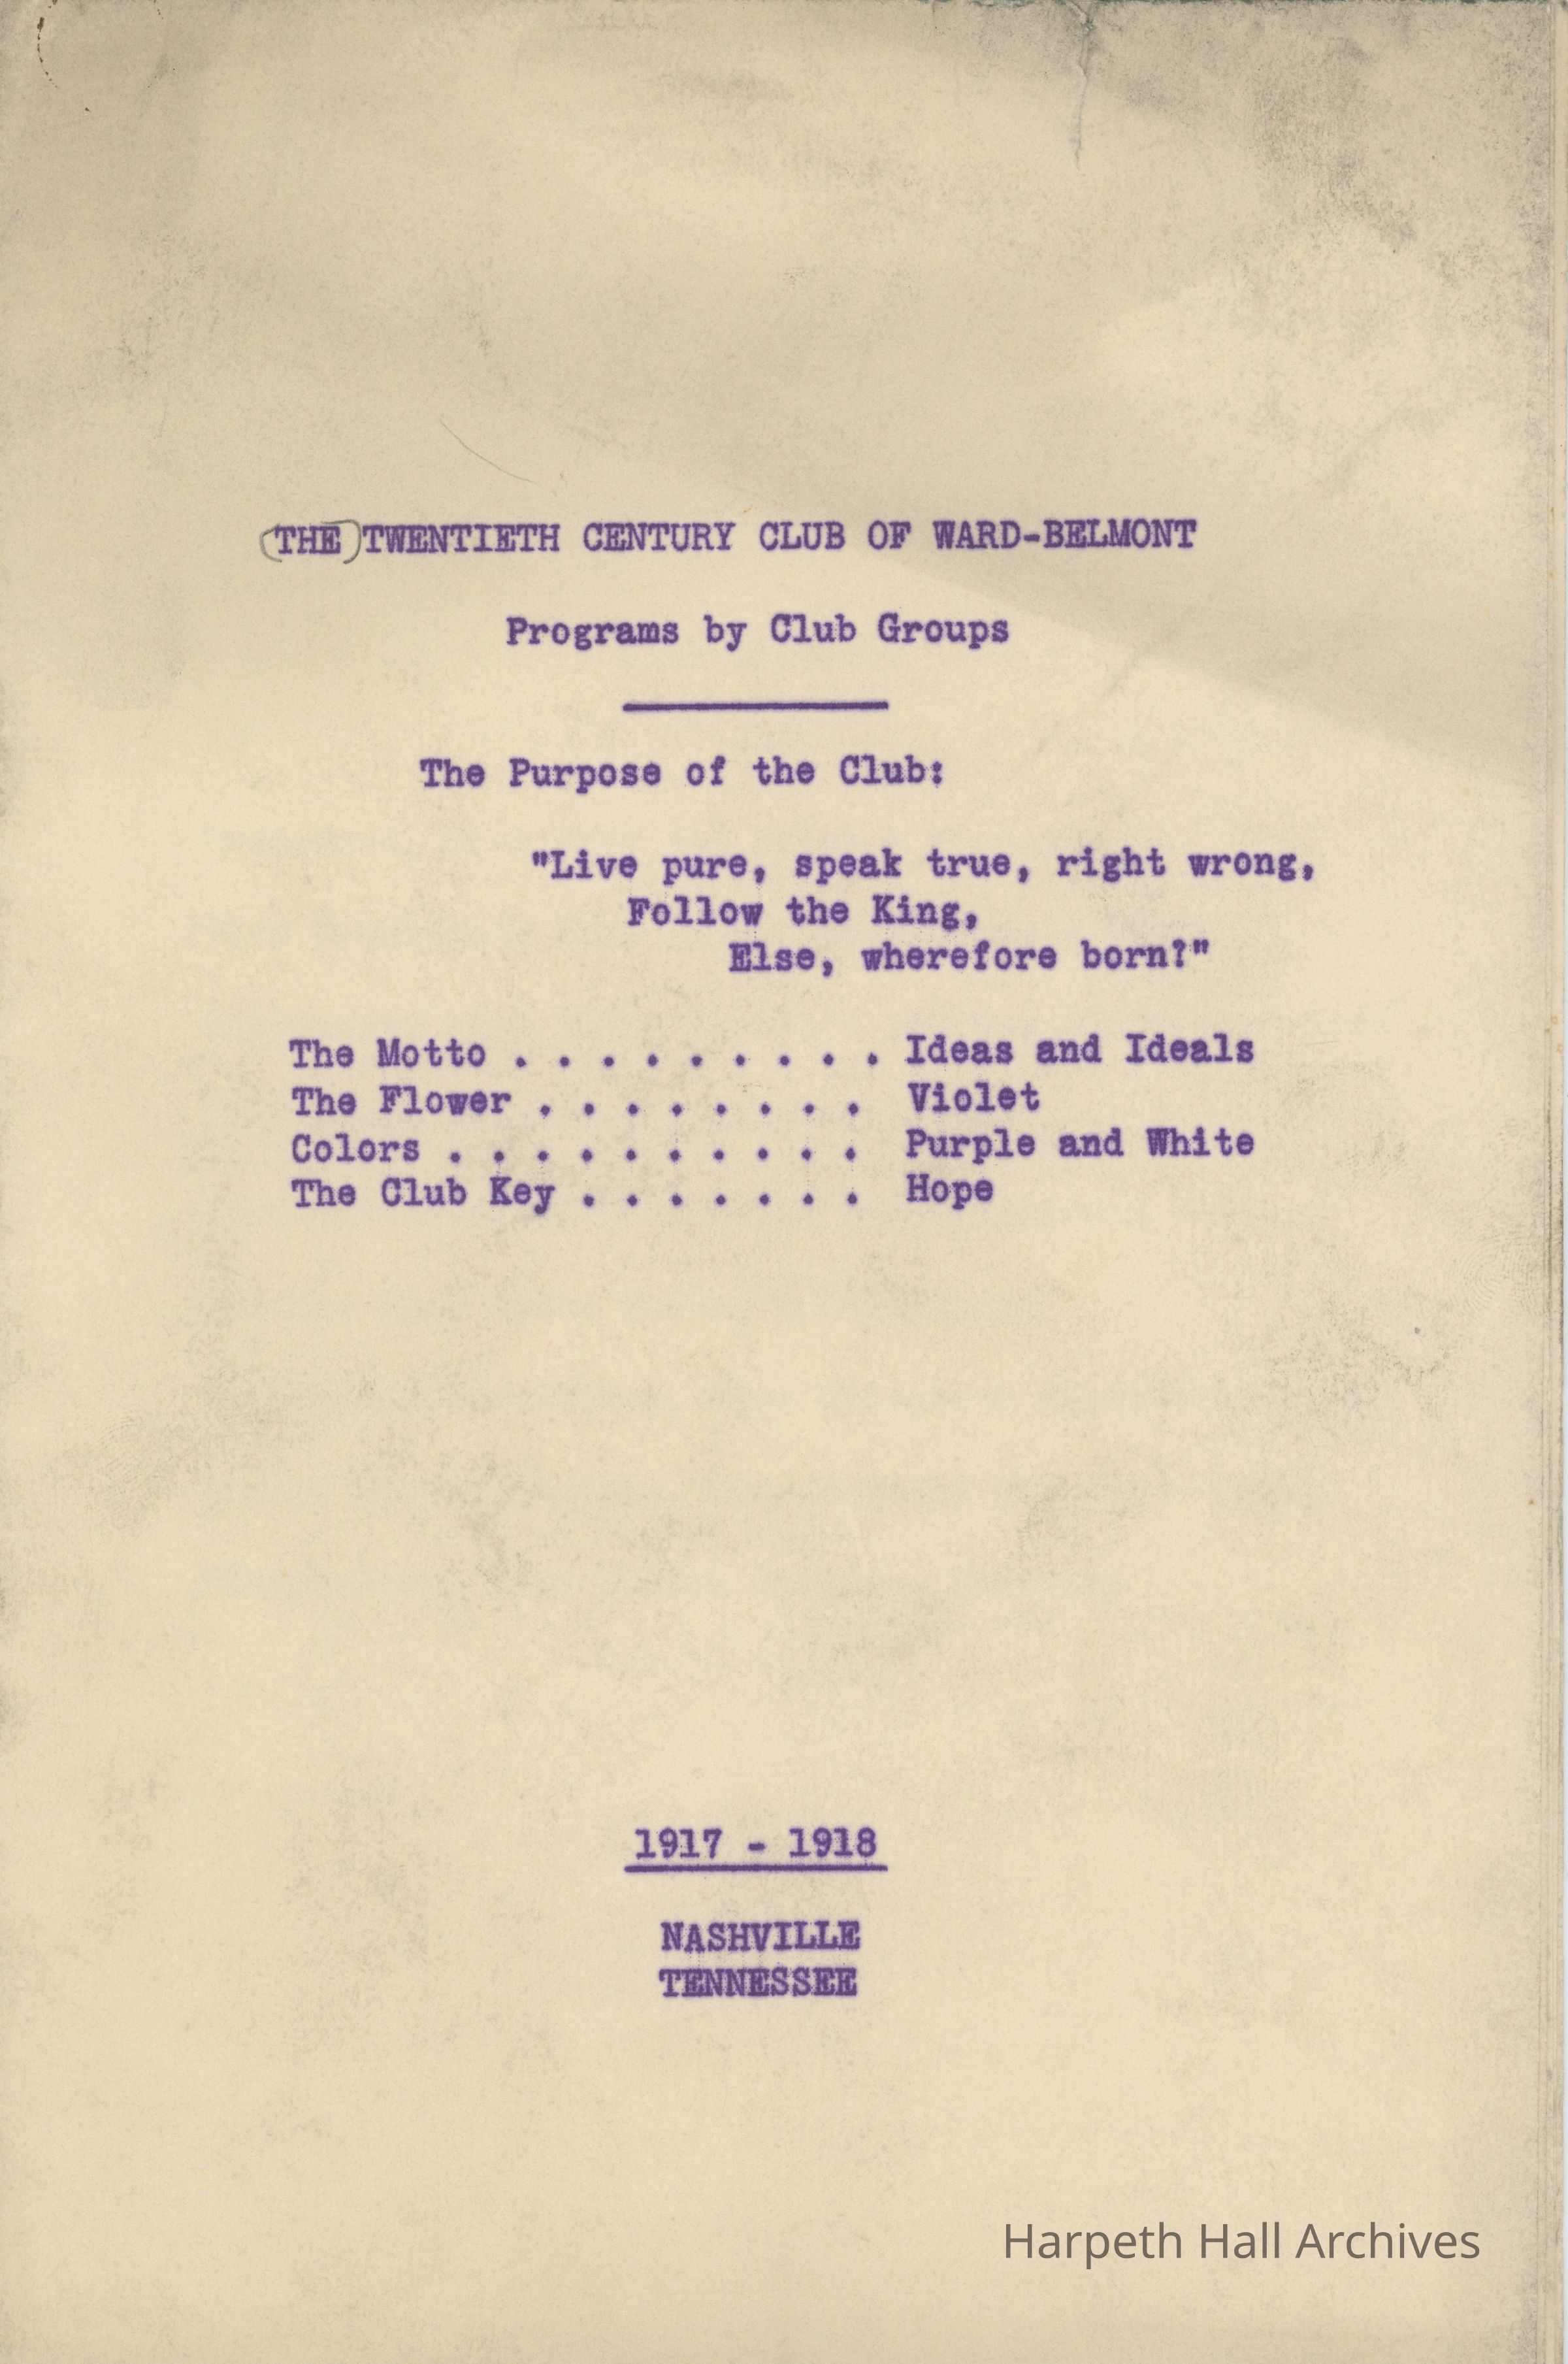 (THE) TWENTIETH CENTURY CLUB OF WARD-BELMONT
Programs by Club Groups
The Purpose of the Club:
"Live pure, speak true, right wrong,
Follow the King,
Else, wherefore born?"
The Motto . . . . . . . . . Ideas and Ideals
The Flower . . . . . . . . Violet
Colors . . . . . . . . . . Purple and White
The Club Key . . . . . . . Hope
1917 - 1918
NASHVILLE
TENNESSEE
Harpeth Hall Archives